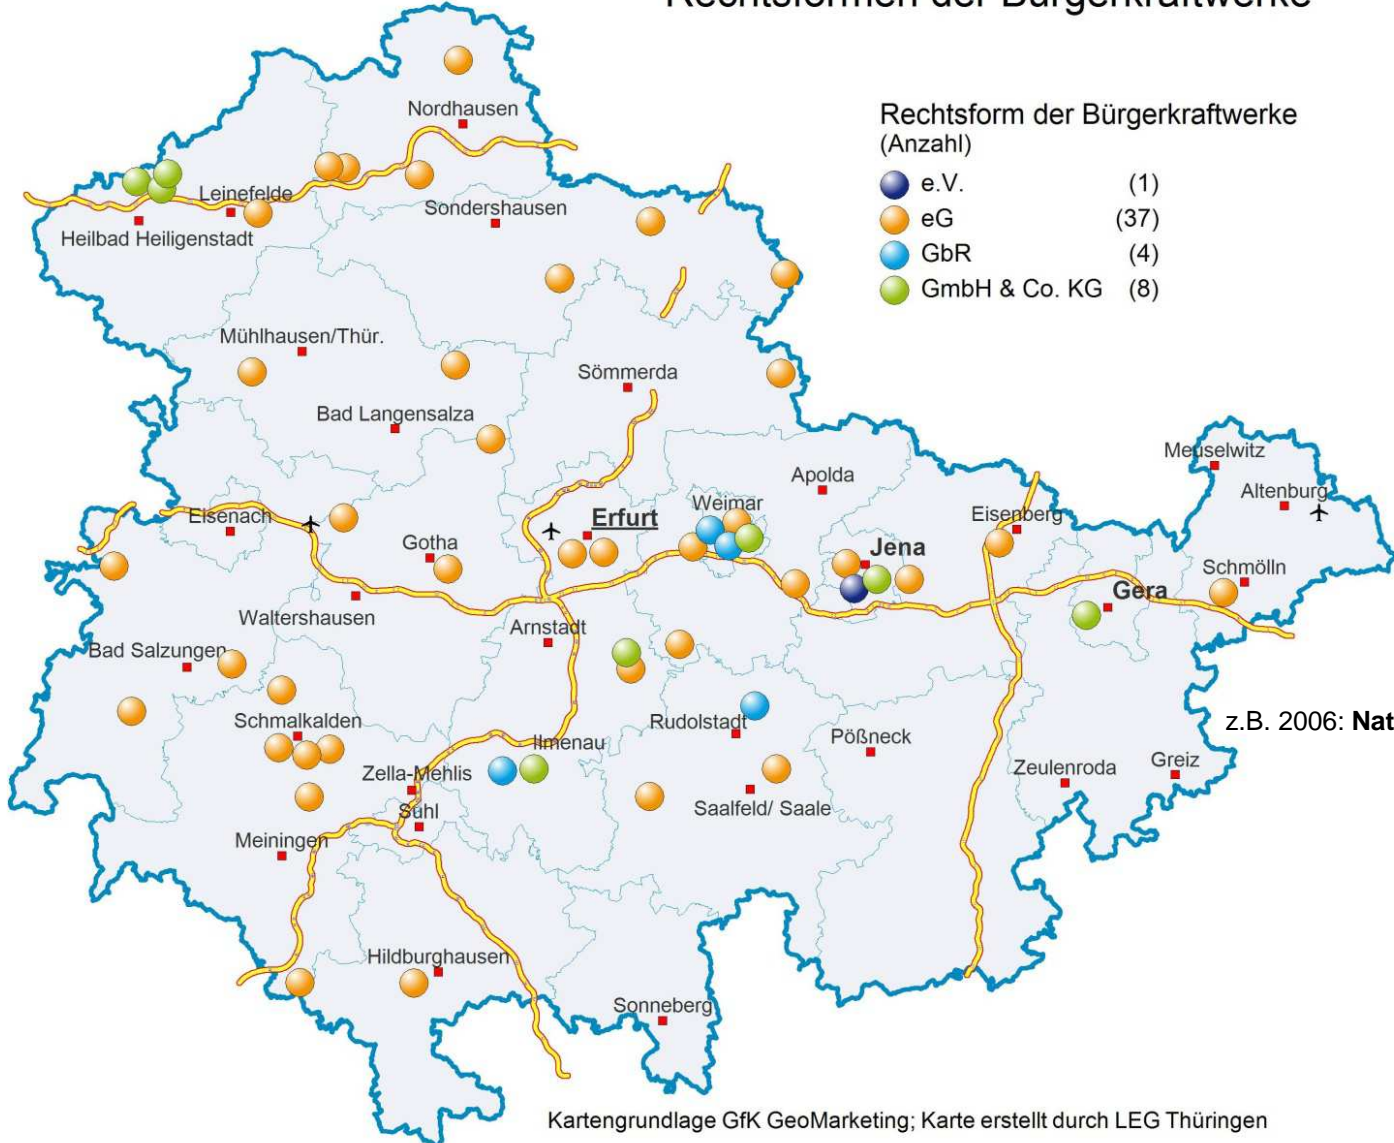 Rechtsformen der Bürgerkraftwerke
Rechtsform der Bürgerkraftwerke
(Anzahl)
e.V. (1)
eG (37)
GbR (4)
GmbH & Co. KG (8)
Nordhausen
Leinefelde
Heilbad Heiligenstadt
Sondershausen
Mühlhausen/Thür.
Sömmerda
Bad Langensalza
Meuselwitz
Apolda
Altenburg
Weimar
Eisenach
Erfurt
Eisenberg
Gotha
Jena
Schmölln
Gera
Waltershausen
Arnstadt
Bad Salzungen
Schmalkalden
Rudolstadt
z.B. 2006: Nat
Ilmenau
Pößneck
Zella-Mehlis
Zeulenroda
Greiz
Suhl
Saalfeld/ Saale
Meiningen
Hildburghausen
Sonneberg
Kartengrundlage GfK GeoMarketing; Karte erstellt durch LEG Thüringen